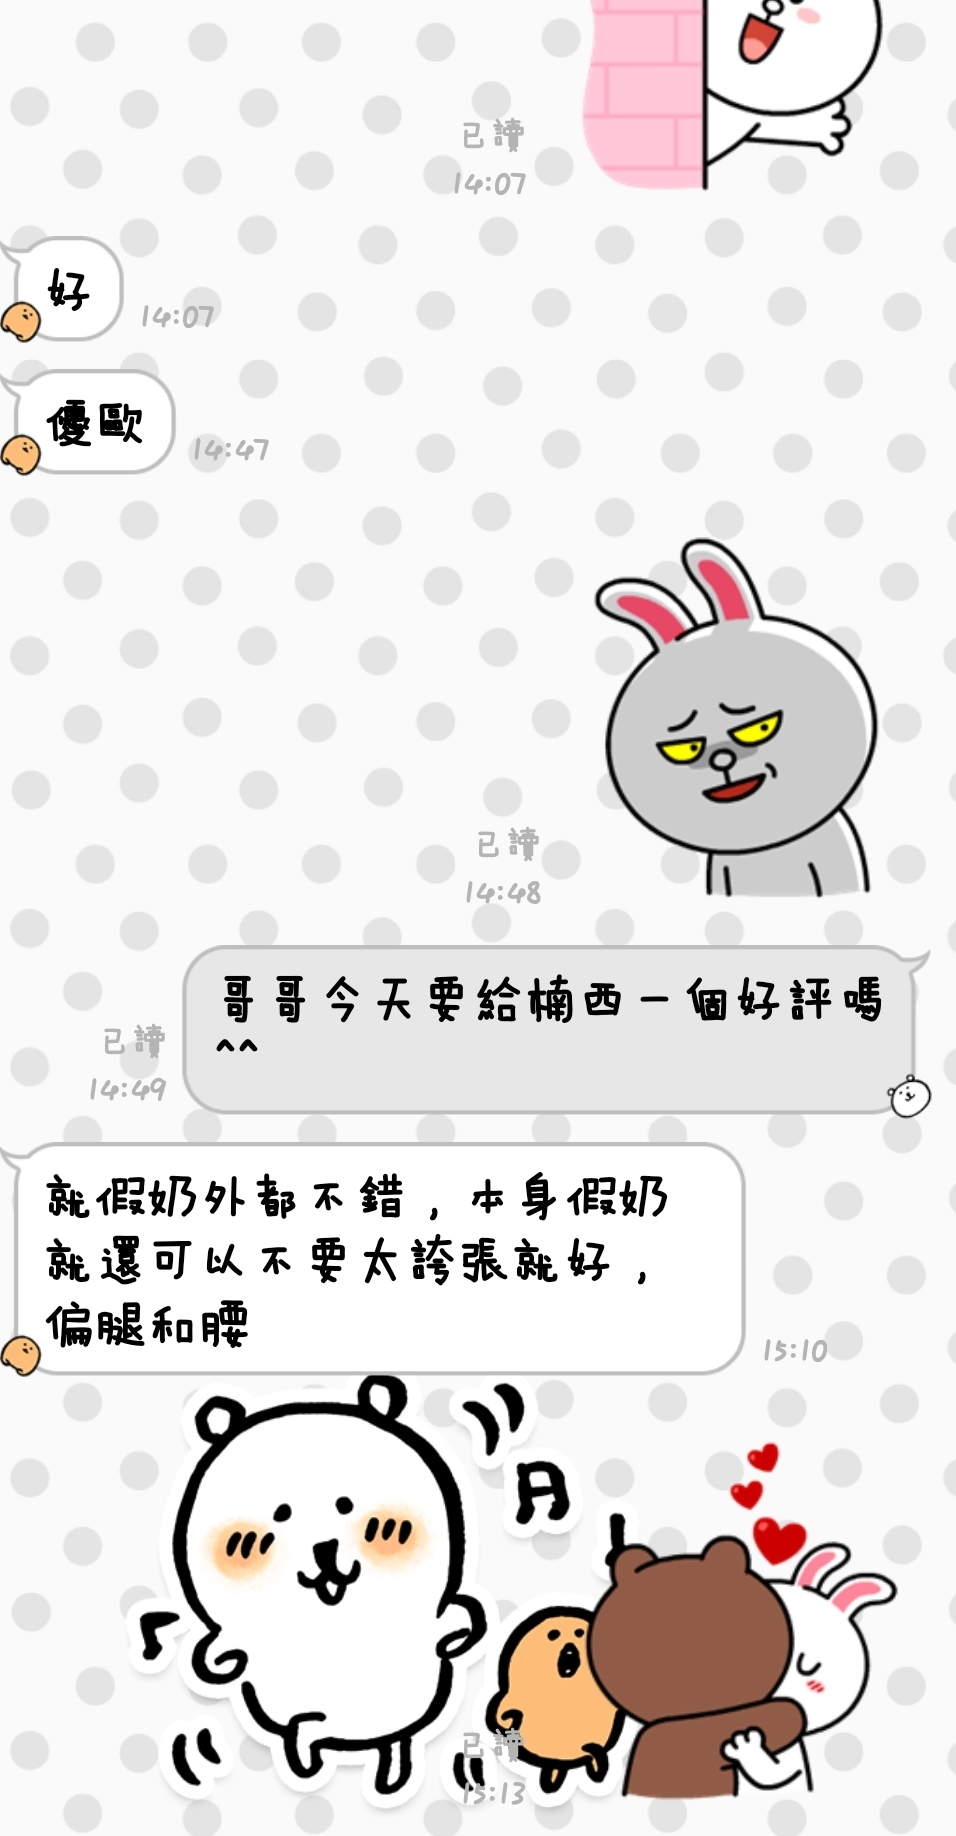 已讀
14:07
好
14:07
優歐
14:47
已讀
14:48
哥哥今天要給楠西一個好評嗎
^^
已讀
14:49
就假奶外都不錯，本身假奶
就還可以不要太誇張就好，
偏腿和腰
15:10
已讀
15:13